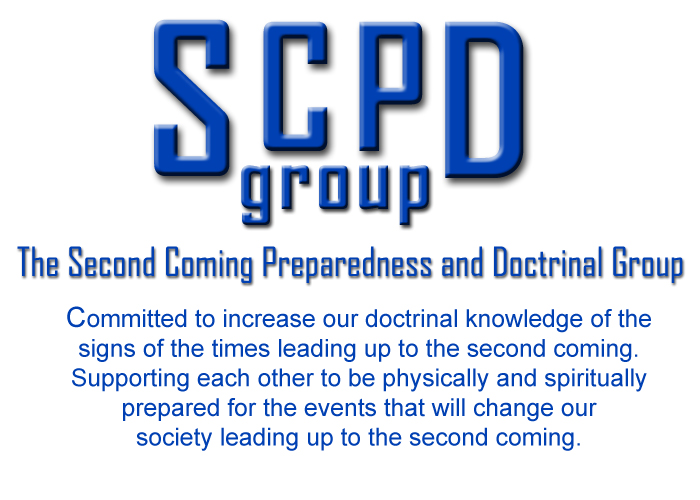 SCPD
group
The Second Coming Preparedness and Doctrinal Group
Committed to increase our doctrinal knowledge of the
signs of the times leading up to the second coming.
Supporting each other to be physically and spiritually
prepared for the events that will change our
society leading up to the second coming.